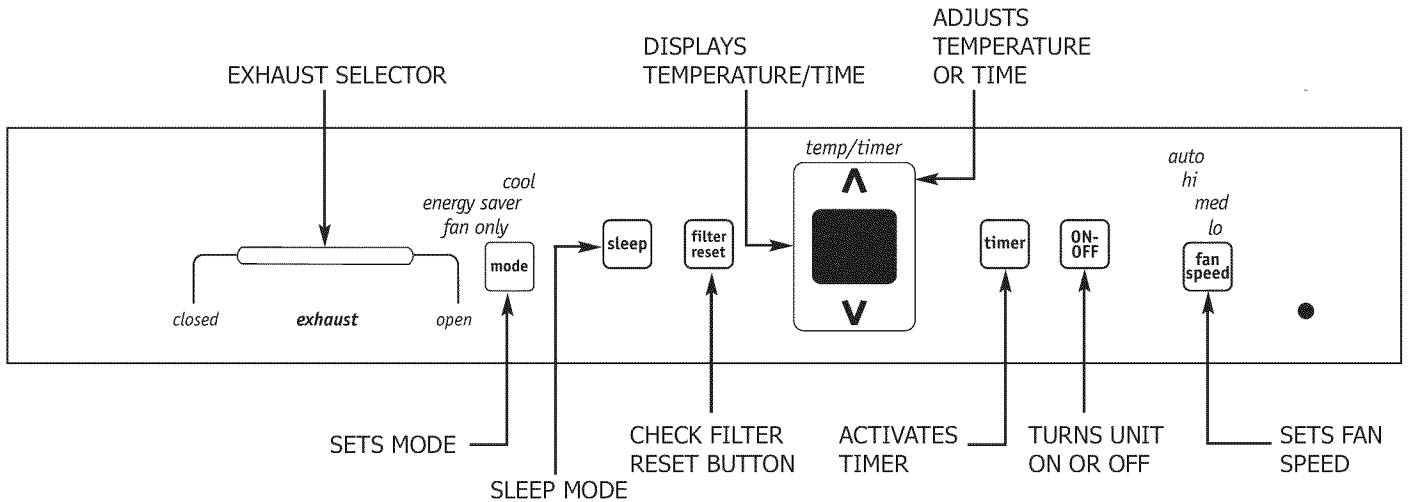 ADJUSTS
TEMPERATURE
OR TIME
DISPLAYS
TEMPERATURE/TIME
EXHAUST SELECTOR
temp/timer
auto
hi
med
lo
cool
energy saver
fan only
mode
sleep
filter
reset
timer
ON-
OFF
fan
speed
closed
exhaust
open
SETS MODE
SLEEP MODE
CHECK FILTER
RESET BUTTON
ACTIVATES
TIMER
TURNS UNIT
ON OR OFF
SETS FAN
SPEED